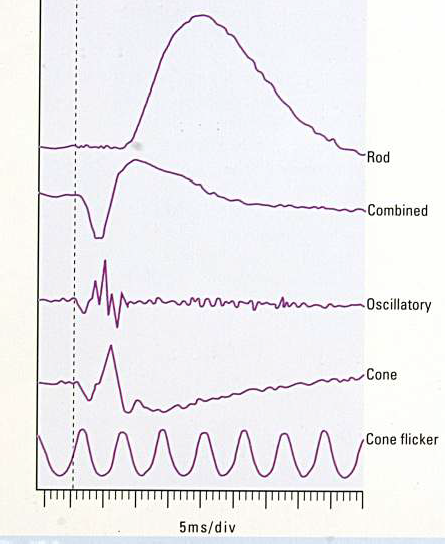 Rod
Combined
Oscillatory
Cone
Cone flicker
5ms/div